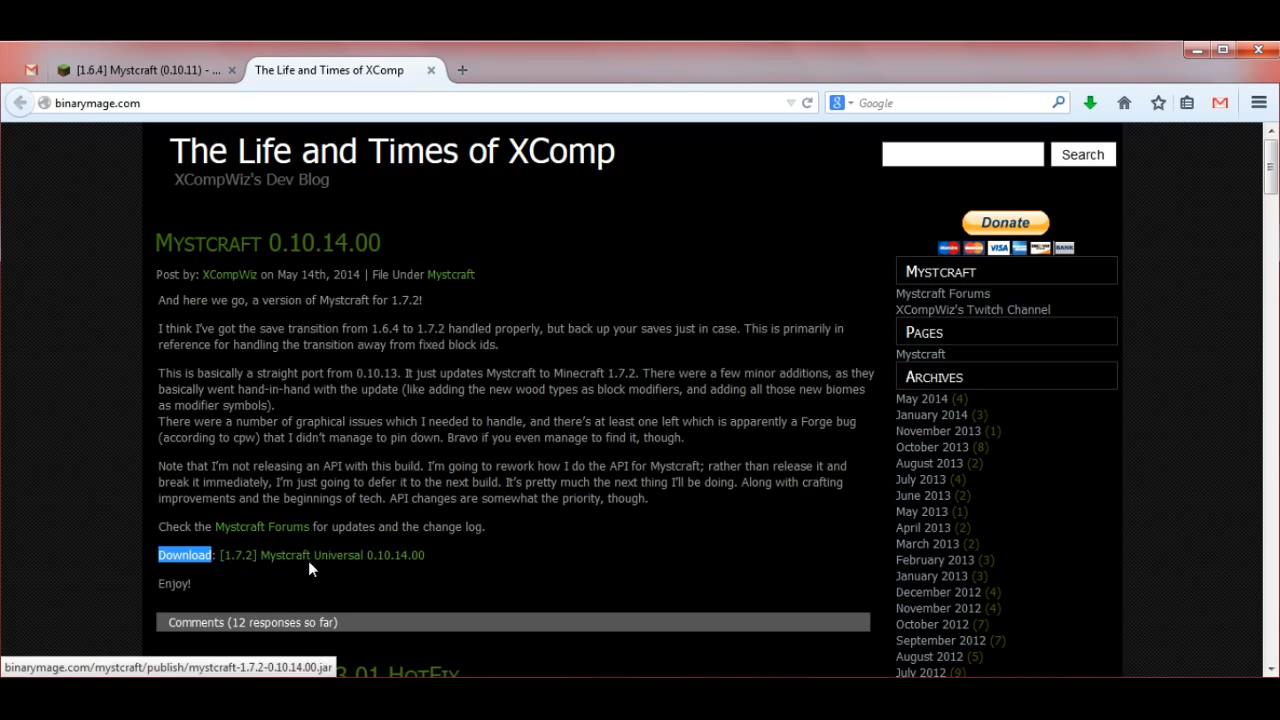 [1.6.4] Mystcraft (0.10.11) - ...
The Life and Times of XComp
binarymage.com
Google
The Life and Times of XComp
XCompWiz's Dev Blog
Search
Donate
VISA
BANK
MYSTCRAFT 0.10.14.00
Post by: XCompWiz on May 14th, 2014 | File Under Mystcraft
And here we go, a version of Mystcraft for 1.7.2!
I think I've got the save transition from 1.6.4 to 1.7.2 handled properly, but back up your saves just in case. This is primarily in
reference for handling the transition away from fixed block ids.
This is basically a straight port from 0.10.13. It just updates Mystcraft to Minecraft 1.7.2. There were a few minor additions, as they
basically went hand-in-hand with the update (like adding the new wood types as block modifiers, and adding all those new biomes
as modifier symbols).
There were a number of graphical issues which I needed to handle, and there's at least one left which is apparently a Forge bug
(according to cpw) that I didn't manage to pin down. Bravo if you even manage to find it, though.
Note that I'm not releasing an API with this build. I'm going to rework how I do the API for Mystcraft; rather than release it and
break it immediately, I'm just going to defer it to the next build. It's pretty much the next thing I'll be doing. Along with crafting
improvements and the beginnings of tech. API changes are somewhat the priority, though.
Check the Mystcraft Forums for updates and the change log.
Download: [1.7.2] Mystcraft Universal 0.10.14.00
Enjoy!
Comments (12 responses so far)
3.01 HOTFIX
binarymage.com/mystcraft/publish/mystcraft-1.7.2-0.10.14.00.jar
MYSTCRAFT
Mystcraft Forums
XCompWiz's Twitch Channel
PAGES
Mystcraft
ARCHIVES
May 2014 (4)
January 2014 (3)
November 2013 (1)
October 2013 (8)
August 2013 (2)
July 2013 (4)
June 2013 (2)
May 2013 (1)
April 2013 (2)
March 2013 (2)
February 2013 (3)
January 2013 (3)
December 2012 (4)
November 2012 (4)
October 2012 (7)
September 2012 (7)
August 2012 (5)
July 2012 (9)